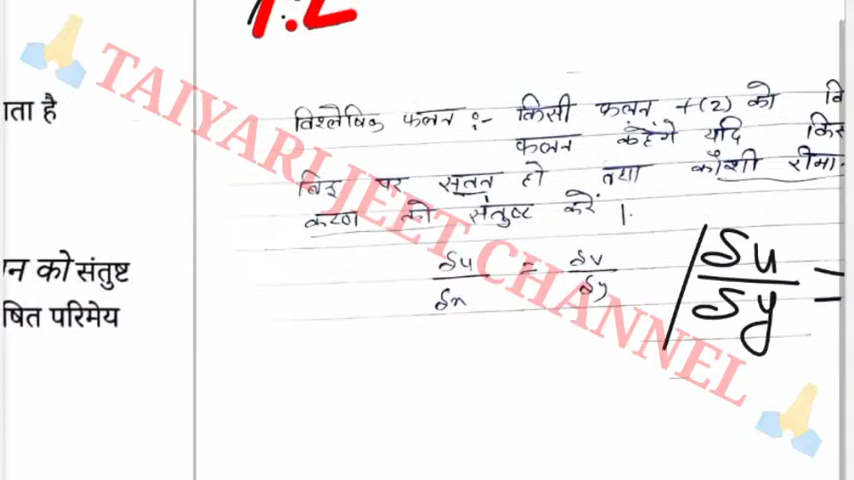 1.2
TAIYARI JEET CHANNEL
ाता है
विश्लेषिक फलन :- किसी फलन f(z) को वि
फलन कहेंगे यदि किस
बिंदु पर सतत हो तथा कौशी रीमा.
को संतुष्ट करें ।
न को संतुष्ट
षित परिमेय
δu/δx = δv/δy
δu/δy =